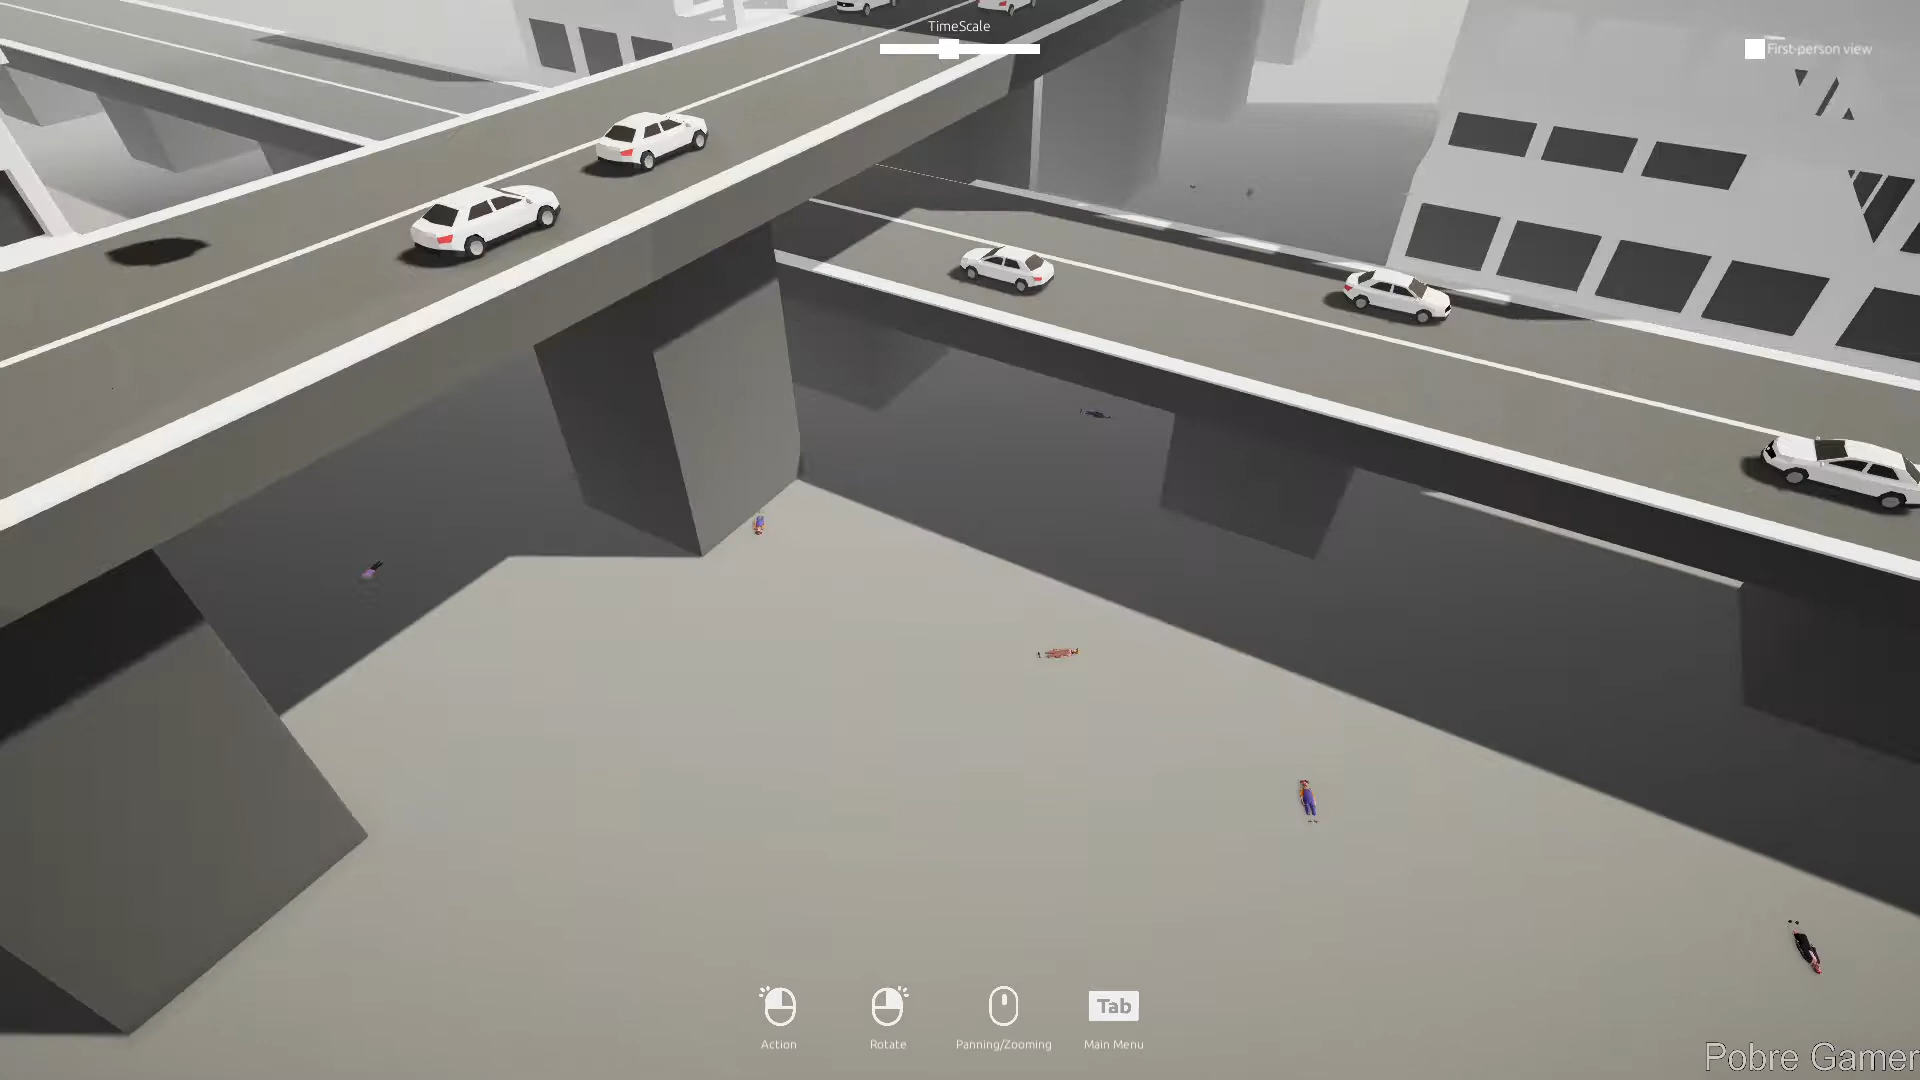 TimeScale
First-person view
Action
Rotate
Panning/Zooming
Tab
Main Menu
Pobre Gamer